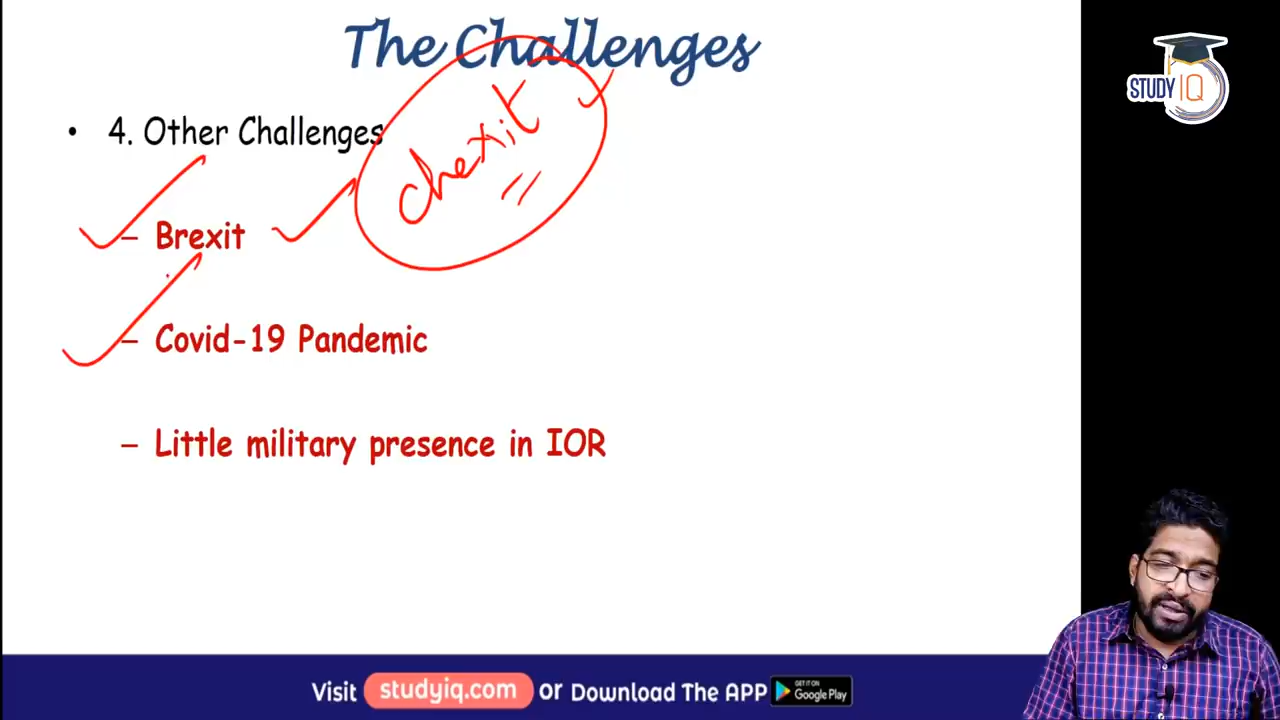 The Challenges
STUDY IQ
• 4. Other Challenges
chexit
– Brexit
– Covid-19 Pandemic
– Little military presence in IOR
Visit studyiq.com or Download The APP GET IT ON Google Play